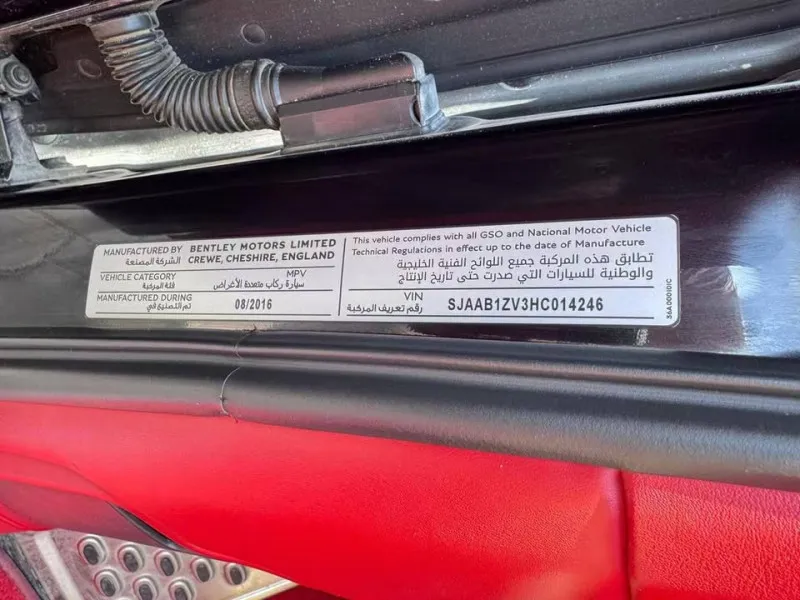 MANUFACTURED BY BENTLEY MOTORS LIMITED
الشركة المصنعة CREWE, CHESHIRE, ENGLAND
VEHICLE CATEGORY MPV
فئة المركبة سيارة ركاب متعددة الأغراض
MANUFACTURED DURING 08/2016
تم التصنيع في
This vehicle complies with all GSO and National Motor Vehicle
Technical Regulations in effect up to the date of Manufacture
تطابق هذه المركبة جميع اللوائح الفنية الخليجية
والوطنية للسيارات التي صدرت حتى تاريخ الإنتاج
VIN SJAAB1ZV3HC014246
رقم تعريف المركبة
36A000101C